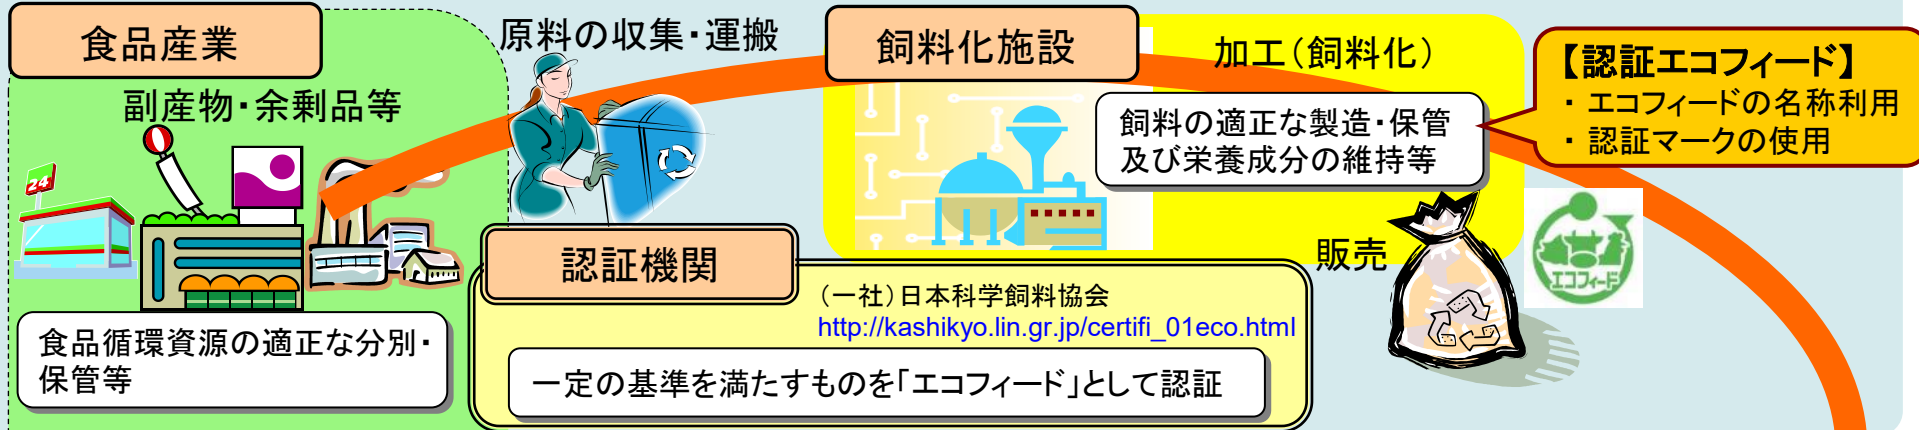 食品産業
副産物・余剰品等
24
食品循環資源の適正な分別・
保管等
原料の収集・運搬
飼料化施設
加工（飼料化）
飼料の適正な製造・保管
及び栄養成分の維持等
【認証エコフィード】
・ エコフィードの名称利用
・ 認証マークの使用
販売
エコフィード
認証機関
（一社）日本科学飼料協会
http://kashikyo.lin.gr.jp/certifi_01eco.html
一定の基準を満たすものを「エコフィード」として認証